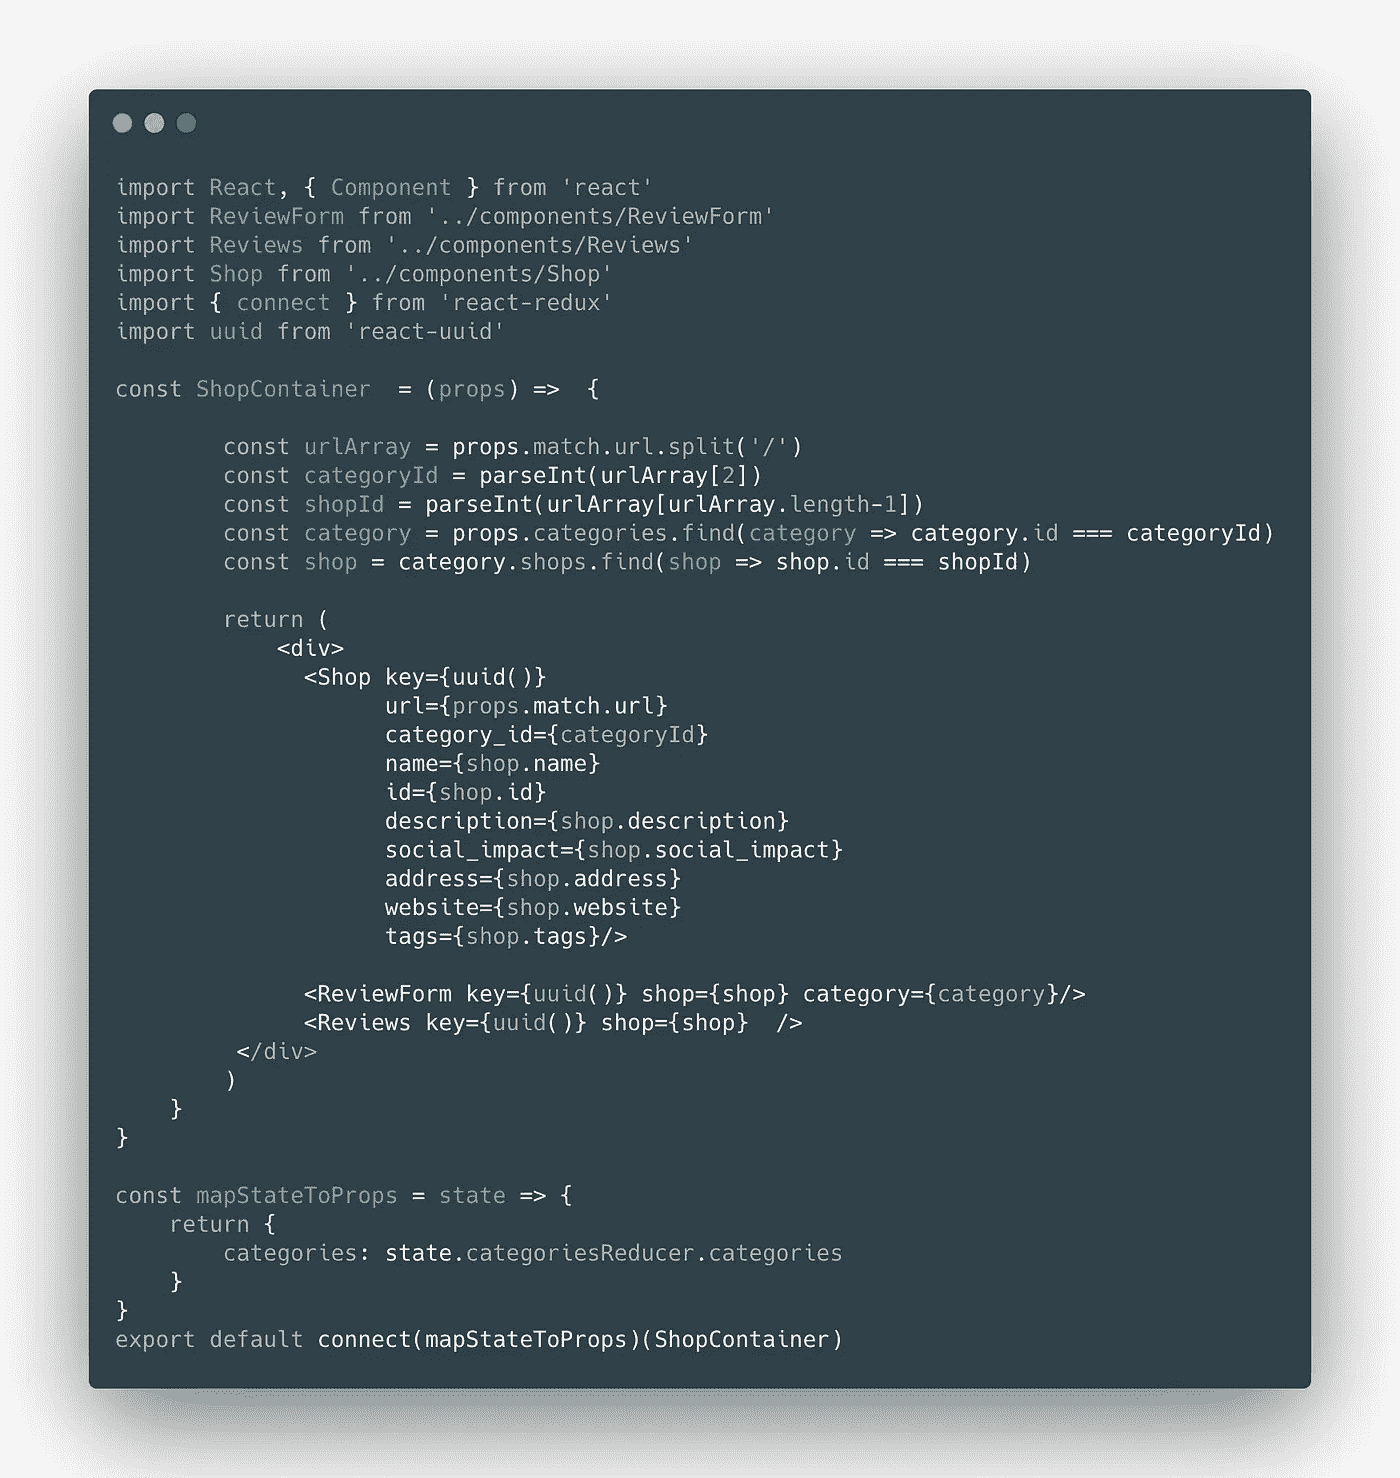 import React, { Component } from 'react'
import ReviewForm from '../components/ReviewForm'
import Reviews from '../components/Reviews'
import Shop from '../components/Shop'
import { connect } from 'react-redux'
import uuid from 'react-uuid'

const ShopContainer  = (props) =>  {

        const urlArray = props.match.url.split('/')
        const categoryId = parseInt(urlArray[2])
        const shopId = parseInt(urlArray[urlArray.length-1])
        const category = props.categories.find(category => category.id === categoryId)
        const shop = category.shops.find(shop => shop.id === shopId)

        return (
            <div>
              <Shop key={uuid()}
                    url={props.match.url}
                    category_id={categoryId}
                    name={shop.name}
                    id={shop.id}
                    description={shop.description}
                    social_impact={shop.social_impact}
                    address={shop.address}
                    website={shop.website}
                    tags={shop.tags}/>

              <ReviewForm key={uuid()} shop={shop} category={category}/>
              <Reviews key={uuid()} shop={shop}  />
         </div>
        )
    }
}

const mapStateToProps = state => {
    return {
        categories: state.categoriesReducer.categories
    }
}
export default connect(mapStateToProps)(ShopContainer)